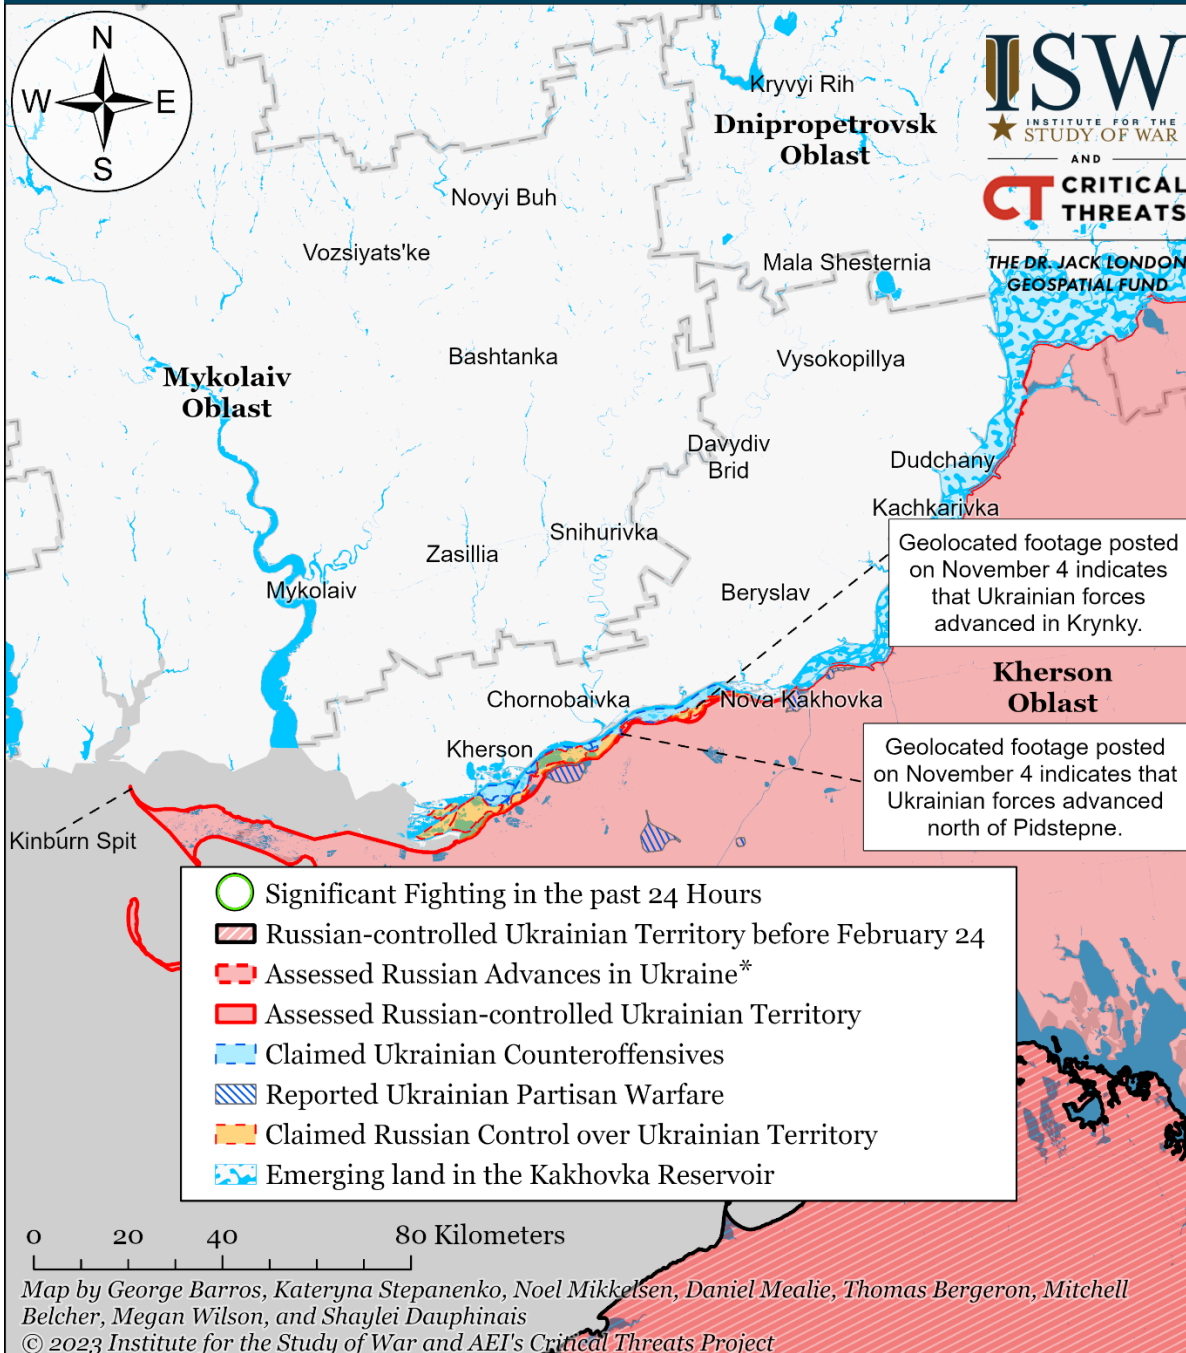 N
W
E
S
Kryvyi Rih
Dnipropetrovsk
Oblast
ISW
INSTITUTE FOR THE
STUDY OF WAR
AND
CT CRITICAL
THREATS
THE DR. JACK LONDON
GEOSPATIAL FUND
Novyi Buh
Vozsiyats'ke
Mala Shesternia
Bashtanka
Vysokopillya
Mykolaiv
Oblast
Davydiv
Brid
Dudchany
Kachkarivka
Snihurivka
Zasillia
Mykolaiv
Beryslav
Geolocated footage posted
on November 4 indicates
that Ukrainian forces
advanced in Krynky.
Kherson
Oblast
Chornobaivka
Nova Kakhovka
Kherson
Geolocated footage posted
on November 4 indicates that
Ukrainian forces advanced
north of Pidstepne.
Kinburn Spit
Significant Fighting in the past 24 Hours
Russian-controlled Ukrainian Territory before February 24
Assessed Russian Advances in Ukraine*
Assessed Russian-controlled Ukrainian Territory
Claimed Ukrainian Counteroffensives
Reported Ukrainian Partisan Warfare
Claimed Russian Control over Ukrainian Territory
Emerging land in the Kakhovka Reservoir
0 20 40 80 Kilometers
Map by George Barros, Kateryna Stepanenko, Noel Mikkelsen, Daniel Mealie, Thomas Bergeron, Mitchell
Belcher, Megan Wilson, and Shaylei Dauphinais
© 2023 Institute for the Study of War and AEI's Critical Threats Project